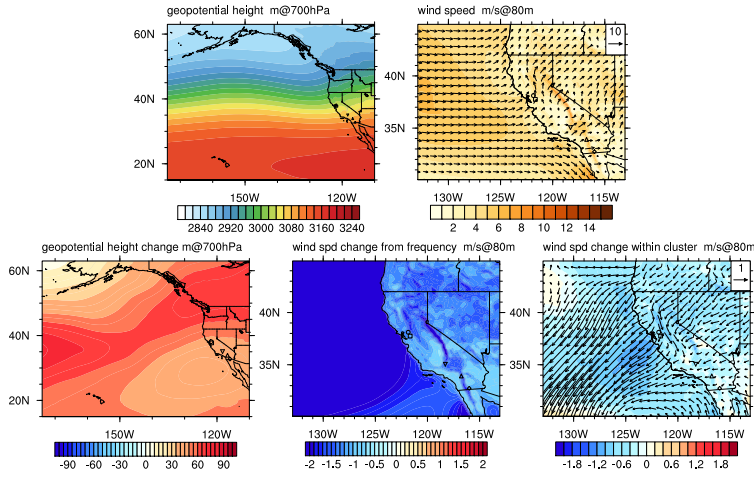 geopotential height m@700hPa
wind speed m/s@80m
60N
40N
20N
150W
120W
10
40N
35N
130W
125W
120W
115W
2840 2920 3000 3080 3160 3240
2 4 6 8 10 12 14
geopotential height change m@700hPa
wind spd change from frequency m/s@80m
wind spd change within cluster m/s@80m
60N
40N
20N
150W
120W
40N
35N
130W
125W
120W
115W
1
40N
35N
130W
125W
120W
115W
-90 -60 -30 0 30 60 90
-2 -1.5 -1 -0.5 0 0.5 1 1.5 2
-1.8 -1.2 -0.6 0 0.6 1.2 1.8